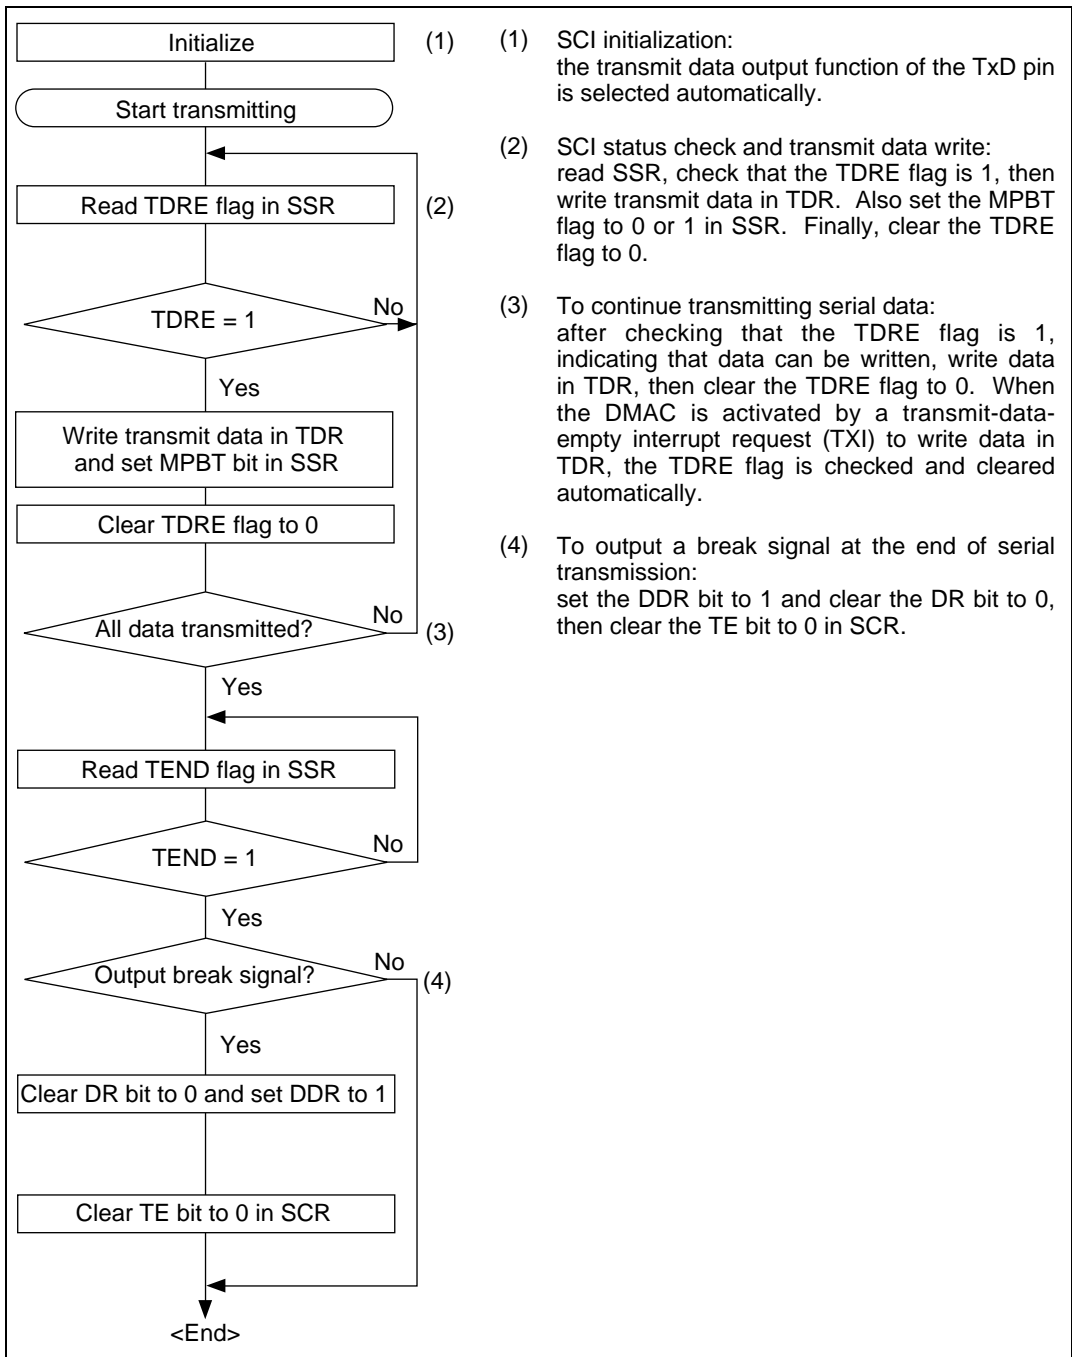 Initialize
(1)
Start transmitting
Read TDRE flag in SSR
(2)
TDRE = 1
No
Yes
Write transmit data in TDR
and set MPBT bit in SSR
Clear TDRE flag to 0
All data transmitted?
No
(3)
Yes
Read TEND flag in SSR
TEND = 1
No
Yes
Output break signal?
No
(4)
Yes
Clear DR bit to 0 and set DDR to 1
Clear TE bit to 0 in SCR
<End>
(1) SCI initialization:
the transmit data output function of the TxD pin
is selected automatically.
(2) SCI status check and transmit data write:
read SSR, check that the TDRE flag is 1, then
write transmit data in TDR. Also set the MPBT
flag to 0 or 1 in SSR. Finally, clear the TDRE
flag to 0.
(3) To continue transmitting serial data:
after checking that the TDRE flag is 1,
indicating that data can be written, write data
in TDR, then clear the TDRE flag to 0. When
the DMAC is activated by a transmit-data-
empty interrupt request (TXI) to write data in
TDR, the TDRE flag is checked and cleared
automatically.
(4) To output a break signal at the end of serial
transmission:
set the DDR bit to 1 and clear the DR bit to 0,
then clear the TE bit to 0 in SCR.